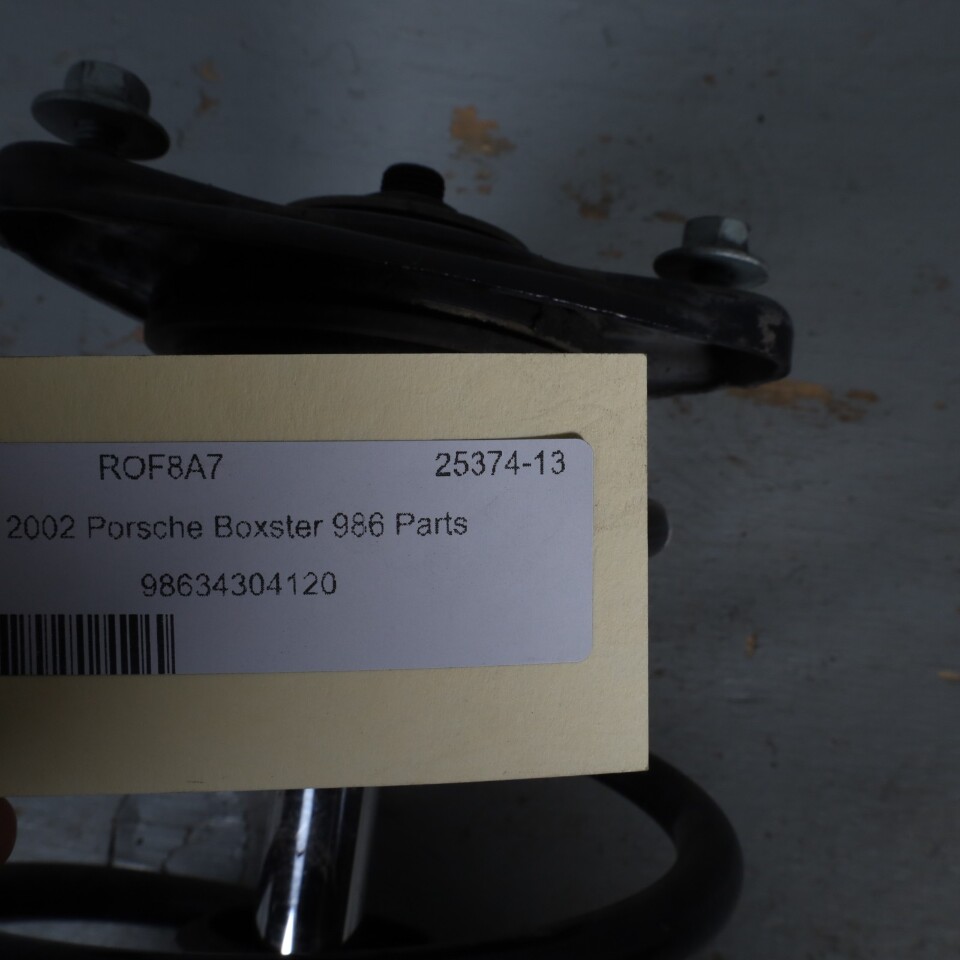 ROF8A7 25374-13
2002 Porsche Boxster 986 Parts
98634304120